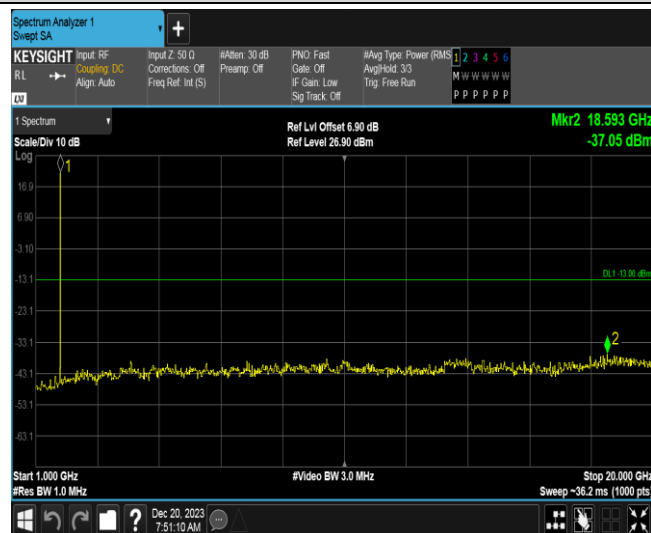 Spectrum Analyzer 1
Swept SA
+
KEYSIGHT Input: RF
RL Coupling: DC
Align: Auto
LXI
Input Z: 50 Ω
Corrections: Off
Freq Ref: Int (S)
#Atten: 30 dB
Preamp: Off
PNO: Fast
Gate: Off
IF Gain: Low
Sig Track: Off
#Avg Type: Power (RMS
Avg|Hold: 3/3
Trig: Free Run
1 2 3 4 5 6
M W W W W W
P P P P P P
1 Spectrum
Scale/Div 10 dB
Log
Ref Lvl Offset 6.90 dB
Ref Level 26.90 dBm
Mkr2 18.593 GHz
-37.05 dBm
1
16.9
6.90
-3.10
-13.1
DL1 -13.00 dBm
-23.1
-33.1
2
-43.1
-53.1
-63.1
Start 1.000 GHz
#Res BW 1.0 MHz
#Video BW 3.0 MHz
Stop 20.000 GHz
Sweep ~36.2 ms (1000 pts)
?
Dec 20, 2023
7:51:10 AM